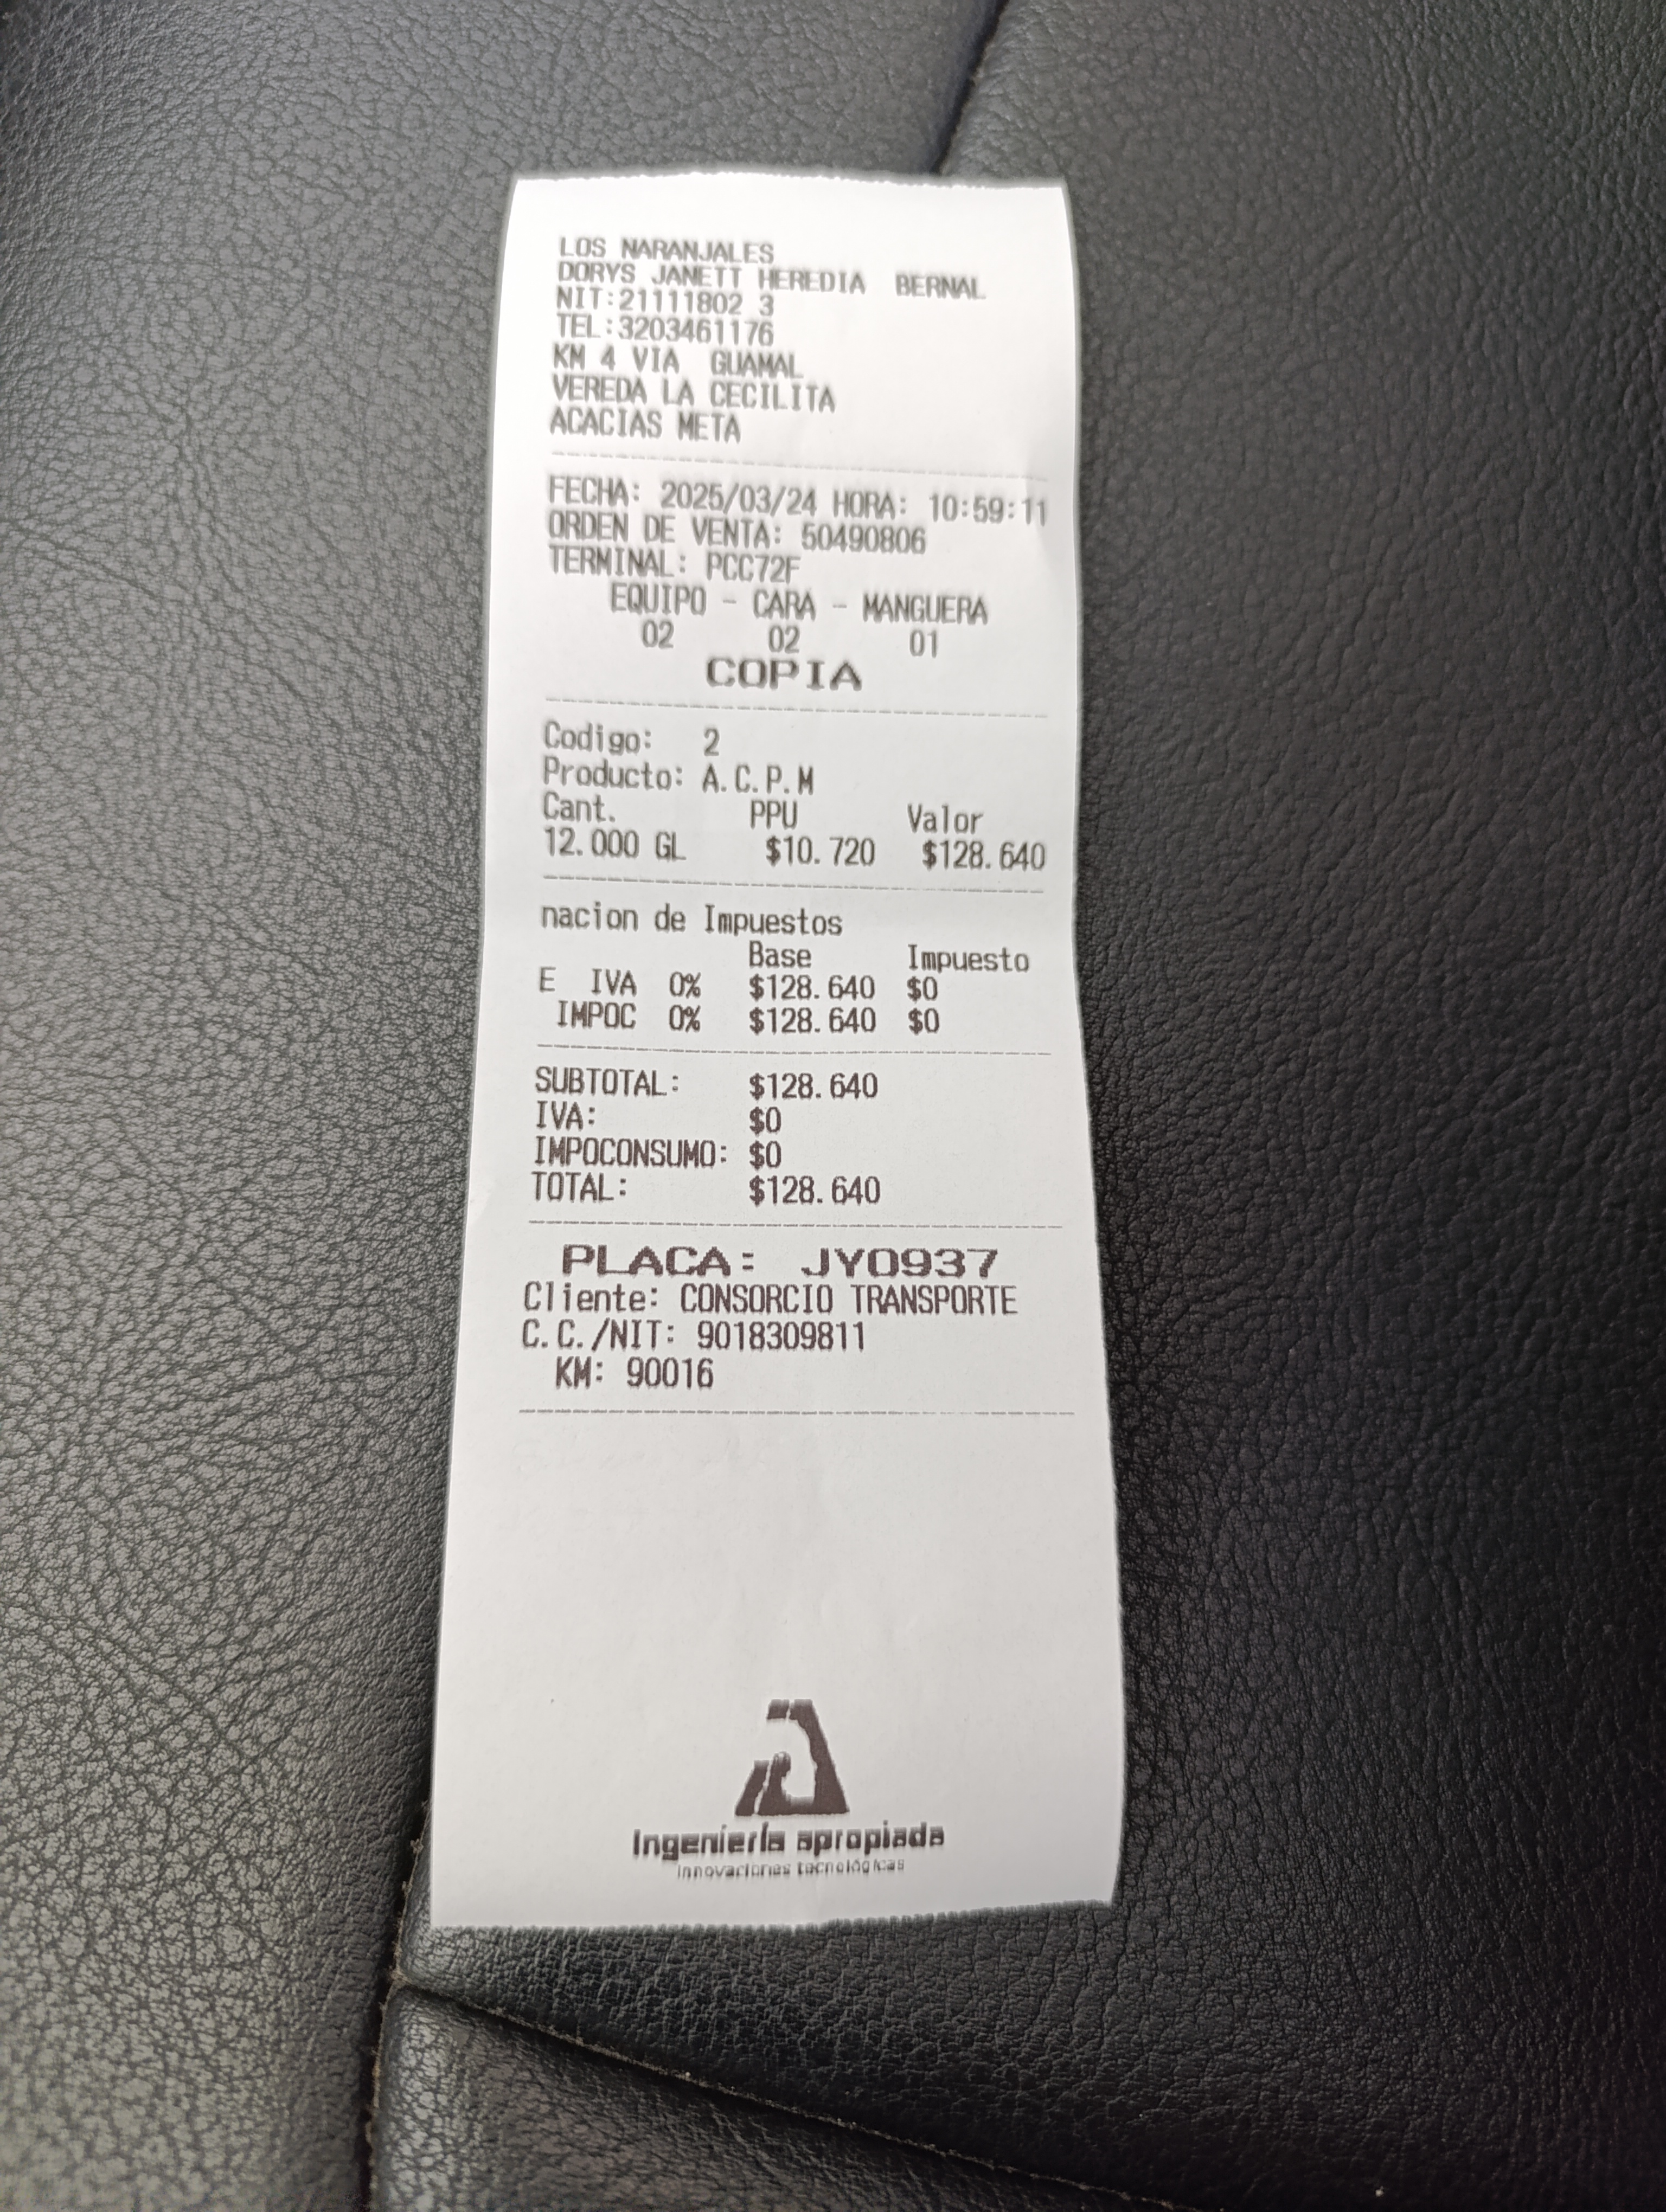 LOS NARANJALES
DORYS JANETT HEREDIA BERNAL
NIT:21111802 3
TEL:3203461176
KM 4 VIA GUAMAL
VEREDA LA CECILITA
ACACIAS META
FECHA: 2025/03/24 HORA: 10:59:11
ORDEN DE VENTA: 50490806
TERMINAL: PCC72F
EQUIPO - CARA - MANGUERA
02 02 01
COPIA
Codigo: 2
Producto: A.C.P.M
Cant. PPU Valor
12.000 GL $10.720 $128.640
nacion de Impuestos
Base Impuesto
E IVA 0% $128.640 $0
IMPOC 0% $128.640 $0
SUBTOTAL: $128.640
IVA: $0
IMPOCONSUMO: $0
TOTAL: $128.640
PLACA: JYO937
Cliente: CONSORCIO TRANSPORTE
C.C./NIT: 9018309811
KM: 90016
Ingeniería apropiada
innovaciones tecnológicas